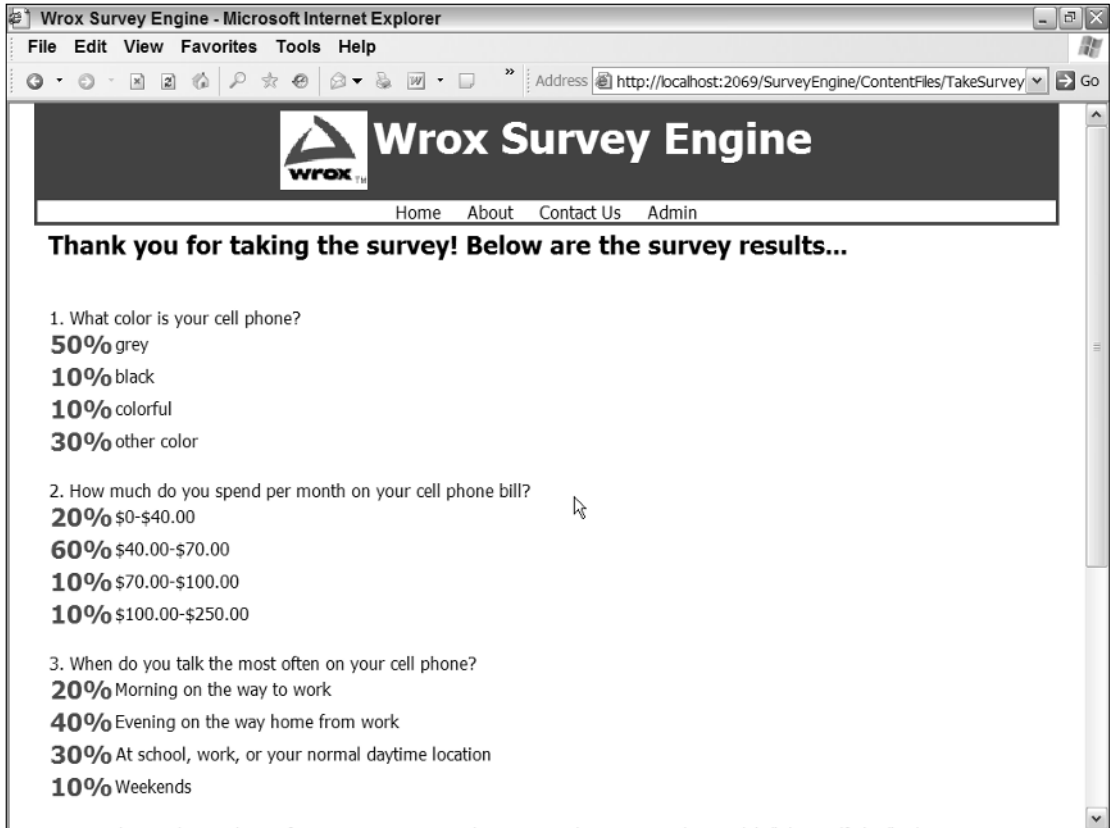 Wrox Survey Engine - Microsoft Internet Explorer
File Edit View Favorites Tools Help
» Address http://localhost:2069/SurveyEngine/ContentFiles/TakeSurvey Go
wrox TM Wrox Survey Engine
Home About Contact Us Admin
Thank you for taking the survey! Below are the survey results...
1. What color is your cell phone?
50% grey
10% black
10% colorful
30% other color
2. How much do you spend per month on your cell phone bill?
20% $0-$40.00
60% $40.00-$70.00
10% $70.00-$100.00
10% $100.00-$250.00
3. When do you talk the most often on your cell phone?
20% Morning on the way to work
40% Evening on the way home from work
30% At school, work, or your normal daytime location
10% Weekends